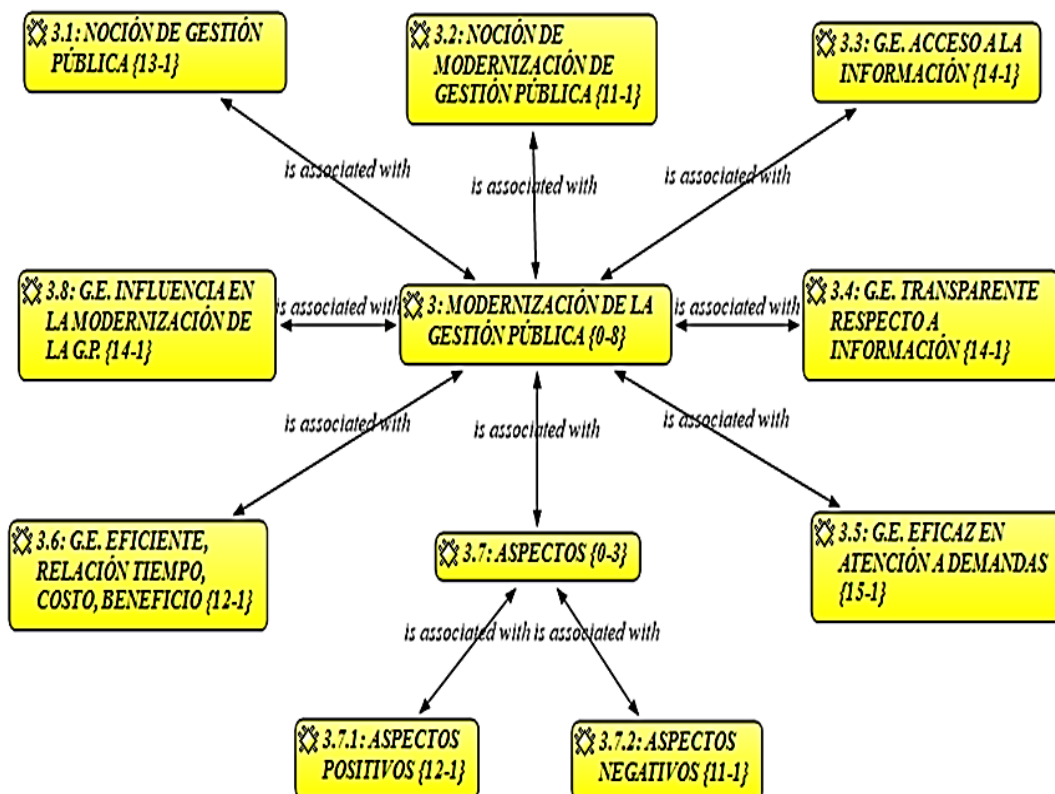 3.1: NOCIÓN DE GESTIÓN
PÚBLICA {13-1}
3.2: NOCIÓN DE
MODERNIZACIÓN DE
GESTIÓN PÚBLICA {11-1}
3.3: G.E. ACCESO A LA
INFORMACIÓN {14-1}
is associated with
is associated with
is associated with
3.8: G.E. INFLUENCIA EN
LA MODERNIZACIÓN DE
LA G.P. {14-1}
is associated with
3: MODERNIZACIÓN DE LA
GESTIÓN PÚBLICA {0-8}
is associated with
3.4: G.E. TRANSPARENTE
RESPECTO A
INFORMACIÓN {14-1}
is associated with
is associated with
is associated with
3.6: G.E. EFICIENTE,
RELACIÓN TIEMPO,
COSTO, BENEFICIO {12-1}
3.7: ASPECTOS {0-3}
3.5: G.E. EFICAZ EN
ATENCIÓN A DEMANDAS
{15-1}
is associated with
is associated with
3.7.1: ASPECTOS
POSITIVOS {12-1}
3.7.2: ASPECTOS
NEGATIVOS {11-1}